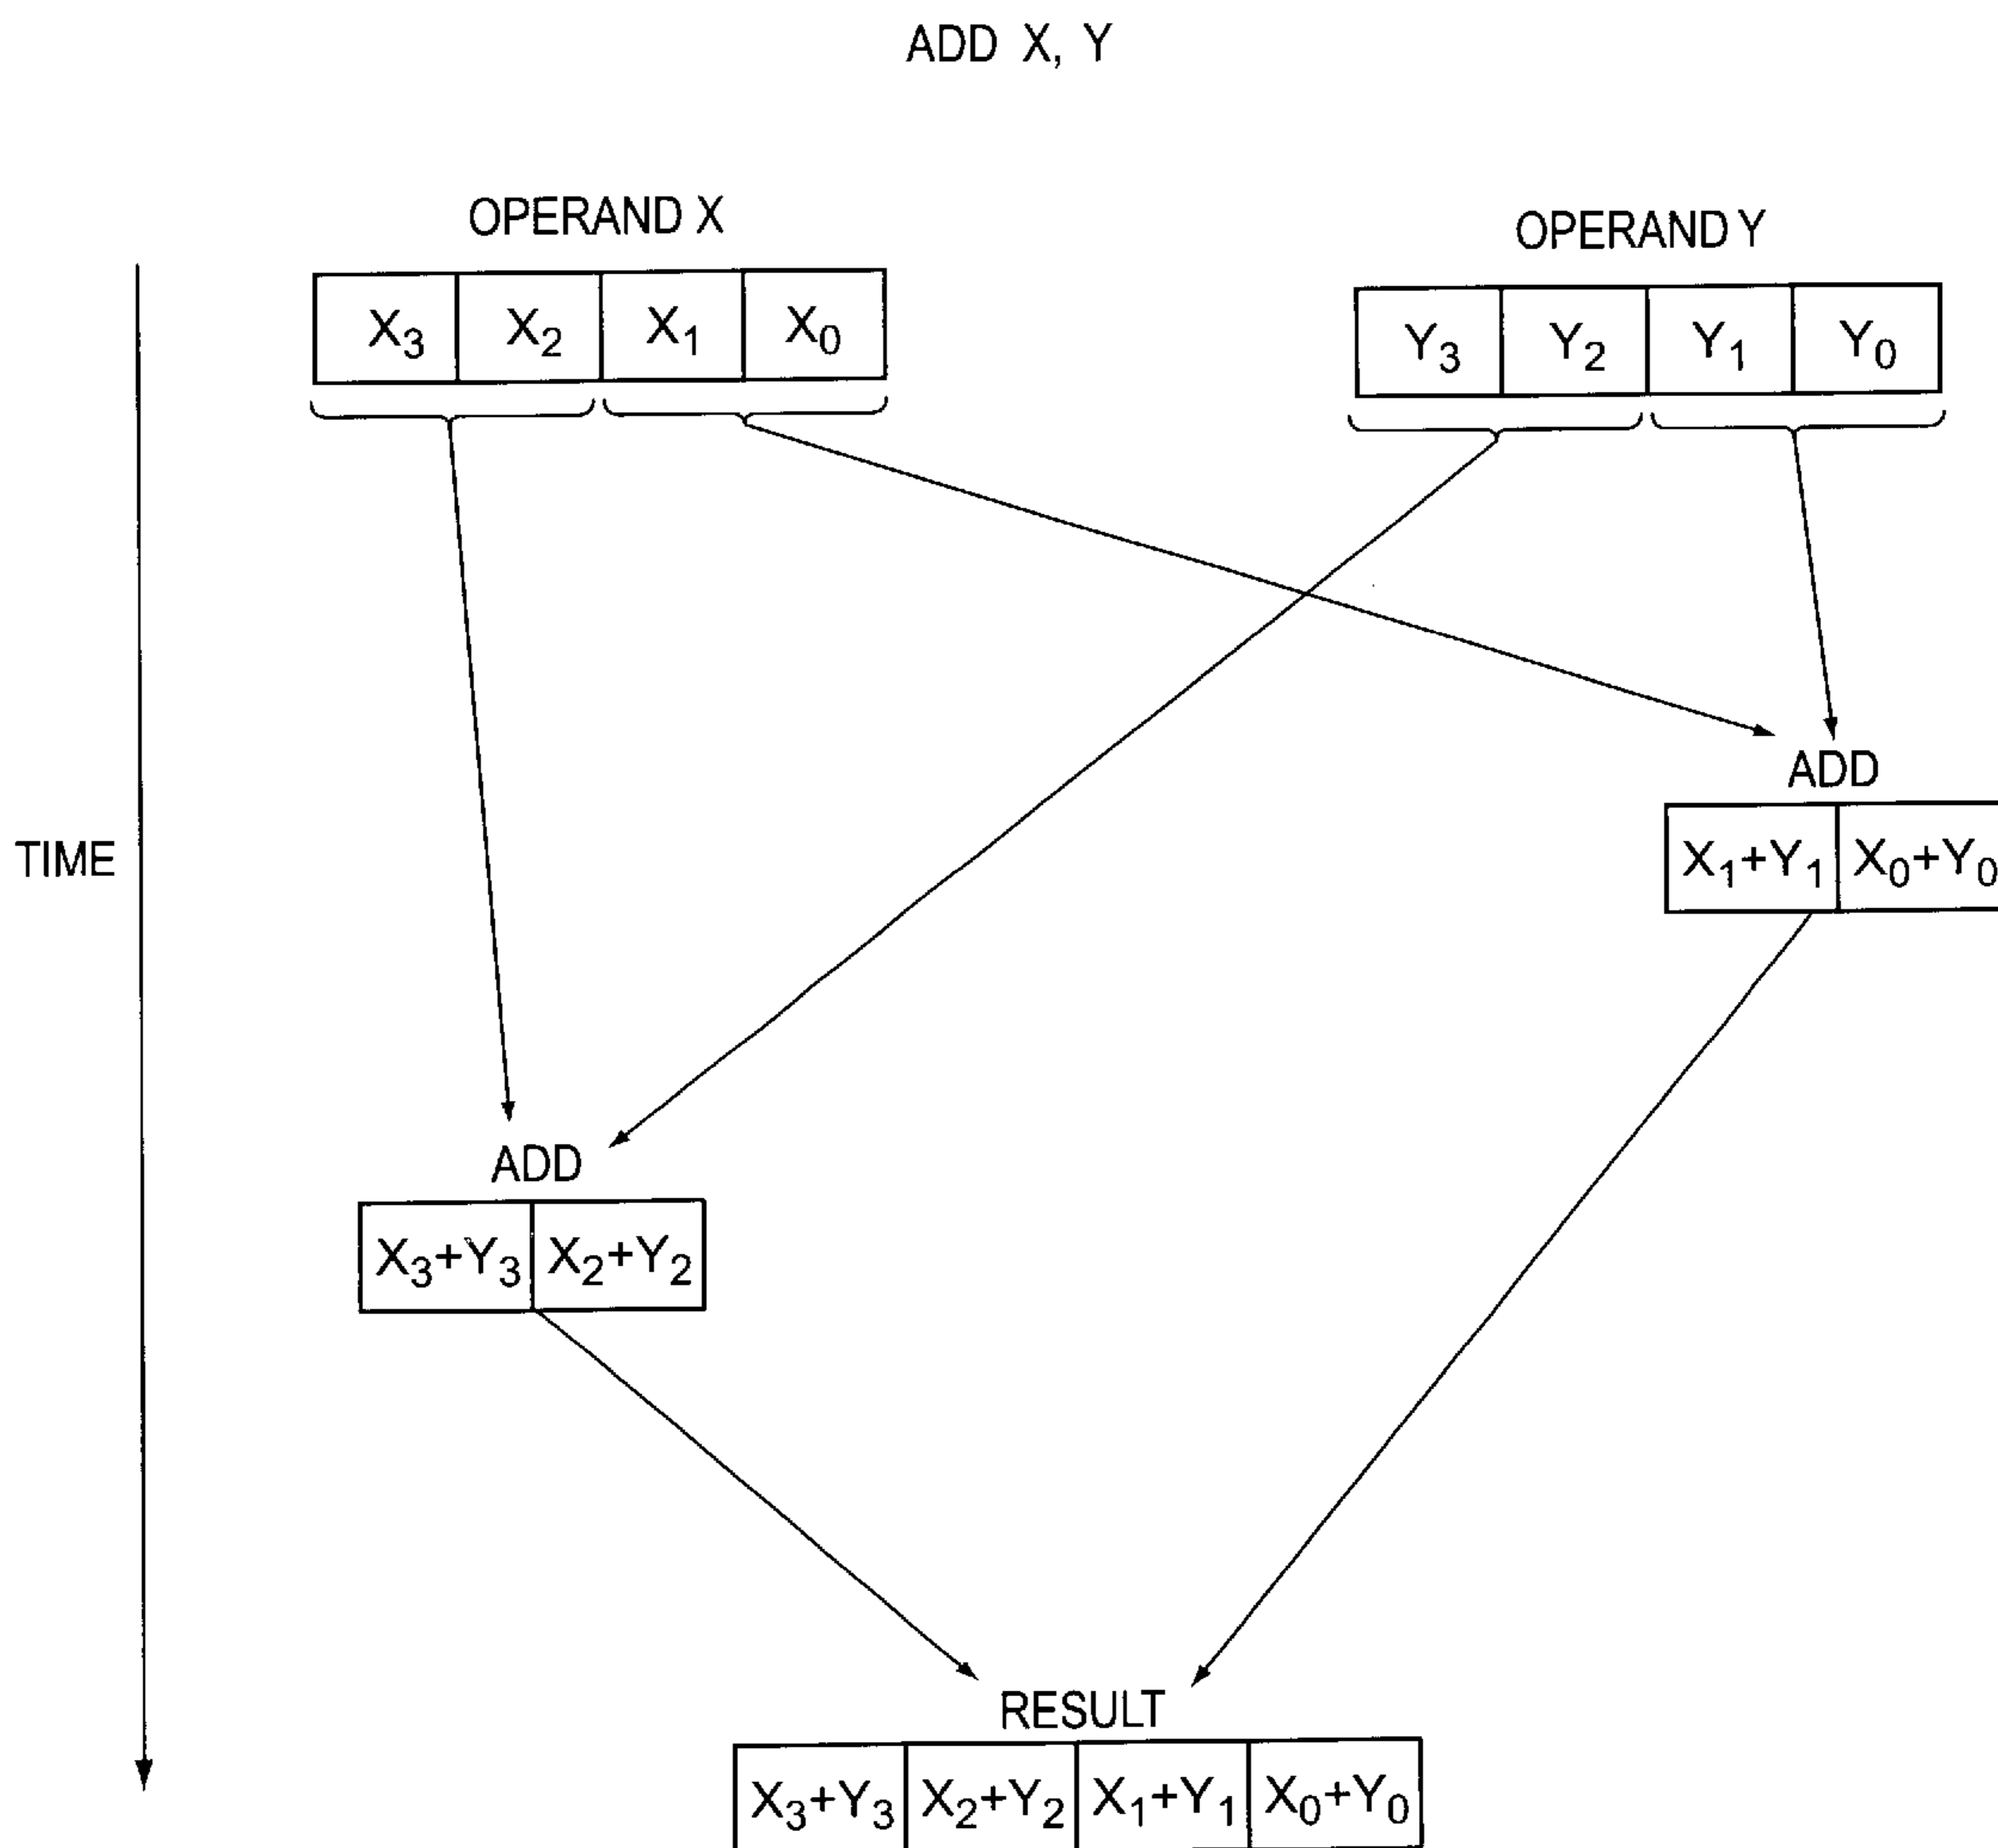 ADD X, Y
OPERAND X
OPERAND Y
X₃ X₂ X₁ X₀
Y₃ Y₂ Y₁ Y₀
ADD
TIME
X₁+Y₁ X₀+Y₀
ADD
X₃+Y₃ X₂+Y₂
RESULT
X₃+Y₃ X₂+Y₂ X₁+Y₁ X₀+Y₀